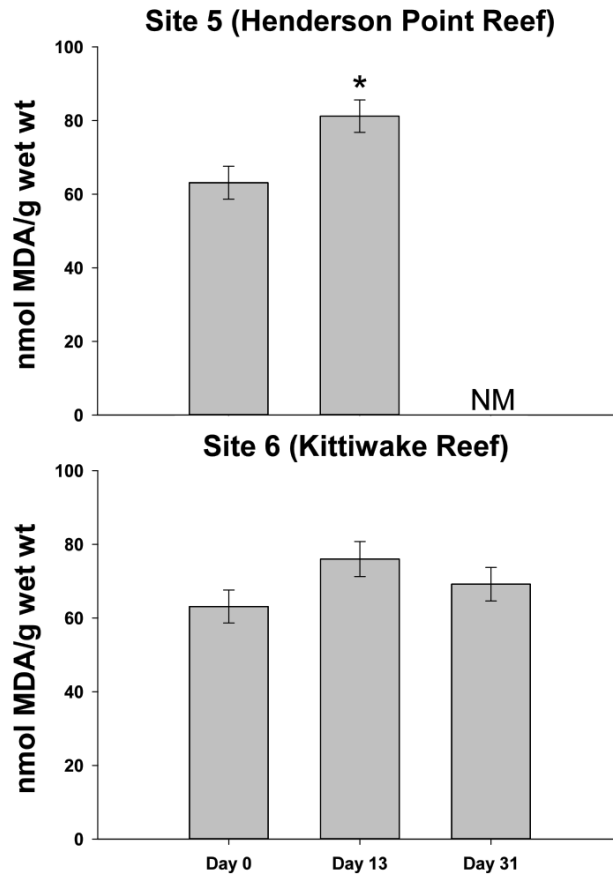 Site 5 (Henderson Point Reef)
nmol MDA/g wet wt
100
80
60
40
20
0
*
NM
Site 6 (Kittiwake Reef)
nmol MDA/g wet wt
100
80
60
40
20
0
Day 0 Day 13 Day 31